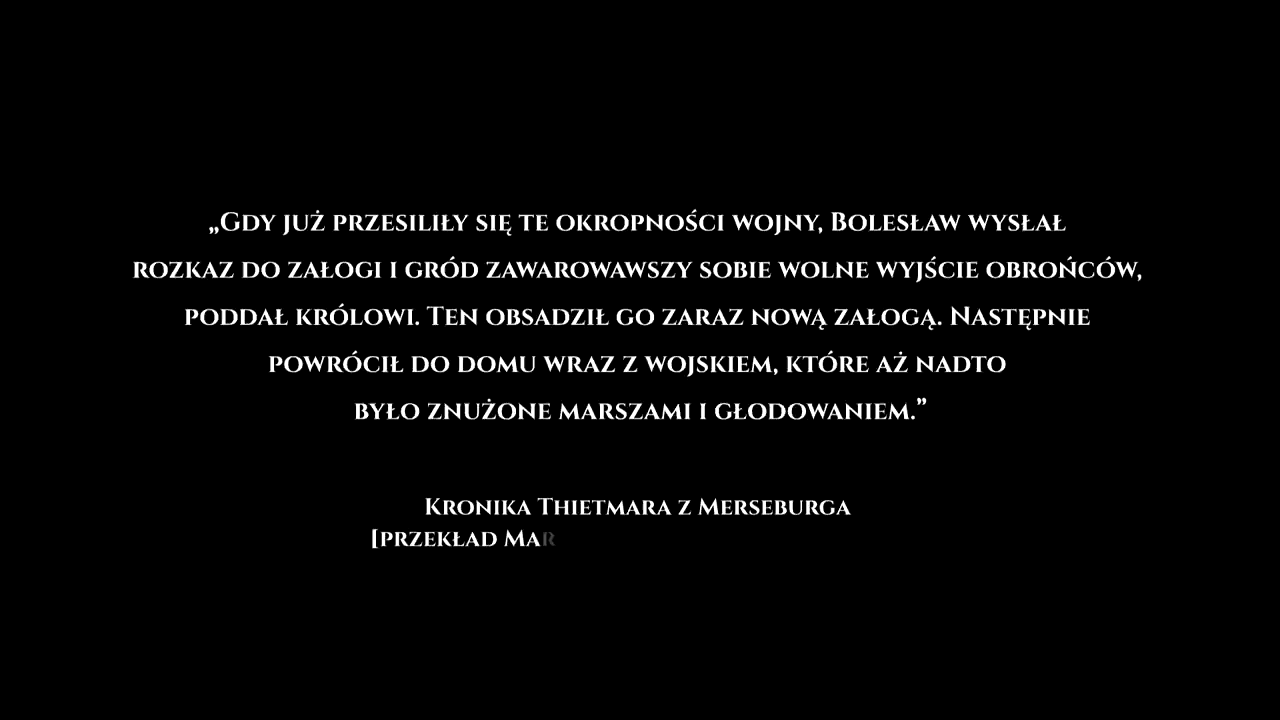 „Gdy już przesiliły się te okropności wojny, Bolesław wysłał
rozkaz do załogi i gród zawarowawszy sobie wolne wyjście obrońców,
poddał królowi. Ten obsadził go zaraz nową załogą. Następnie
powrócił do domu wraz z wojskiem, które aż nadto
było znużone marszami i głodowaniem.”
Kronika Thietmara z Merseburga
[przekład Mar